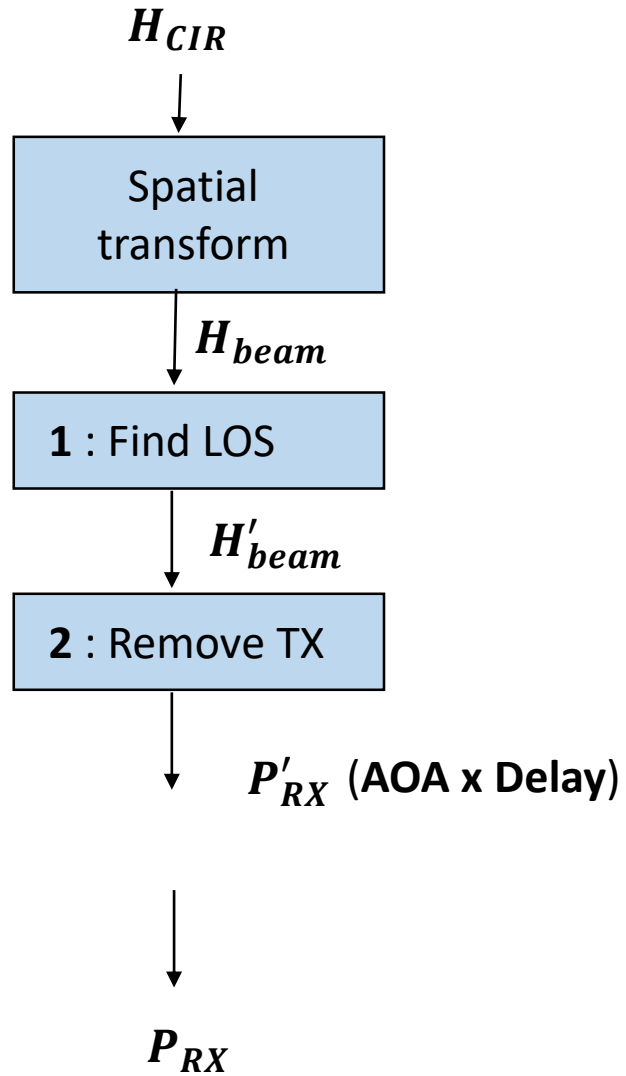 H_CIR
Spatial
transform
H_beam
1 : Find LOS
H′_beam
2 : Remove TX
P′_RX (AOA x Delay)
P_RX